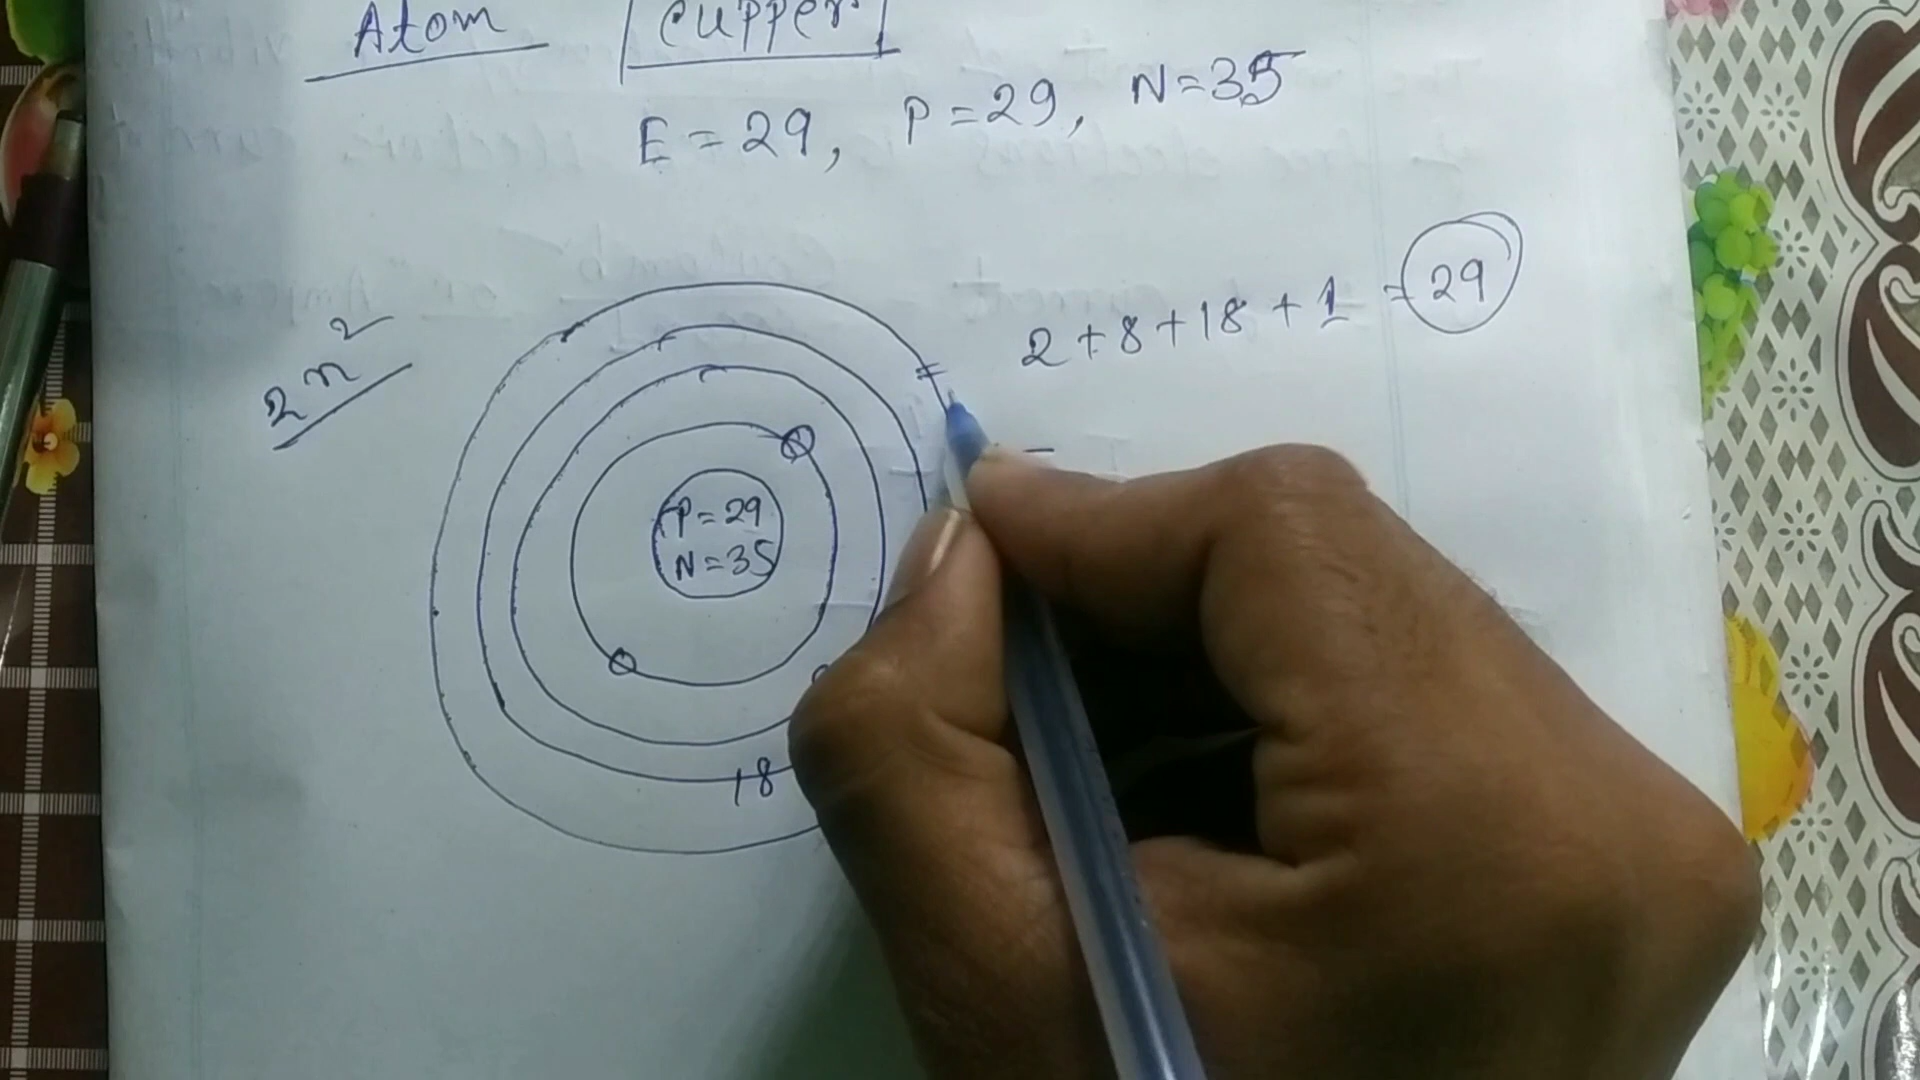 Atom Cupper
E = 29, P = 29, N = 35
2n²
2 + 8 + 18 + 1 = 29
P = 29
N = 35
18